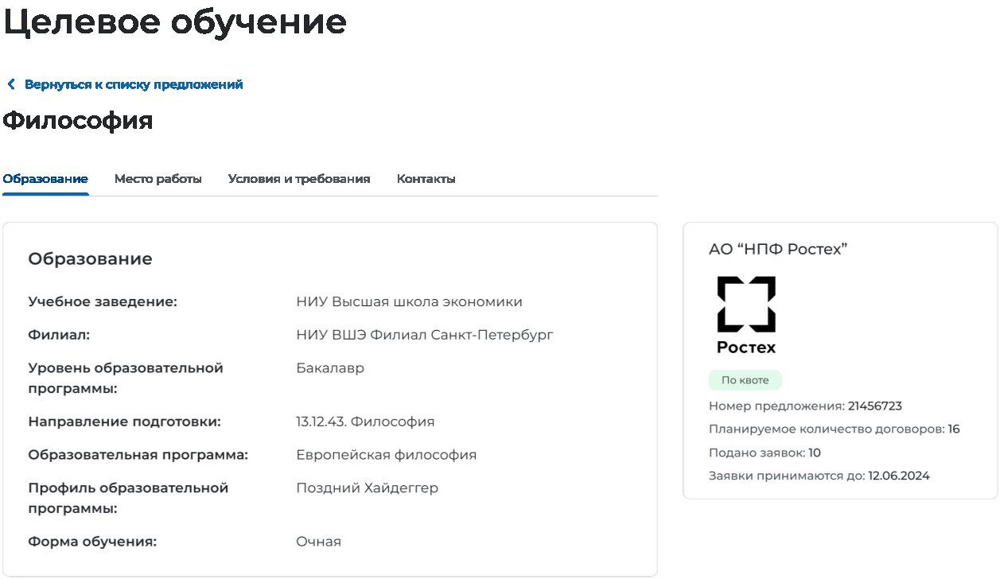 Целевое обучение
Вернуться к списку предложений
Философия
Образование Место работы Условия и требования Контакты
Образование
Учебное заведение: НИУ Высшая школа экономики
Филиал: НИУ ВШЭ Филиал Санкт-Петербург
Уровень образовательной Бакалавр
программы:
Направление подготовки: 13.12.43. Философия
Образовательная программа: Европейская философия
Профиль образовательной Поздний Хайдеггер
программы:
Форма обучения: Очная
АО “НПФ Ростех”
Ростех
По квоте
Номер предложения: 21456723
Планируемое количество договоров: 16
Подано заявок: 10
Заявки принимаются до: 12.06.2024